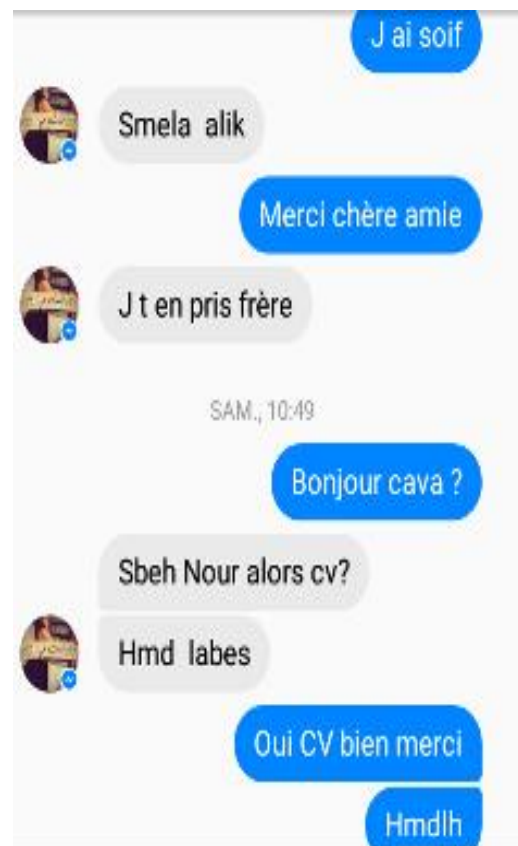 J ai soif
Smela alik
Merci chère amie
J t en pris frère
SAM., 10:49
Bonjour cava ?
Sbeh Nour alors cv?
Hmd labes
Oui CV bien merci
Hmdlh